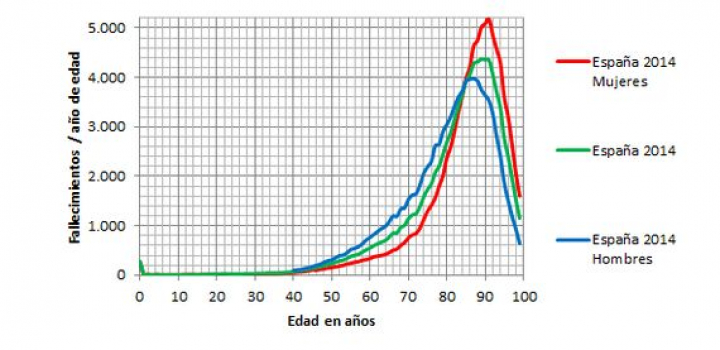 5.000
4.000
3.000
2.000
1.000
0
Fallecimientos / año de edad
0 10 20 30 40 50 60 70 80 90 100
Edad en años
España 2014
Mujeres
España 2014
España 2014
Hombres